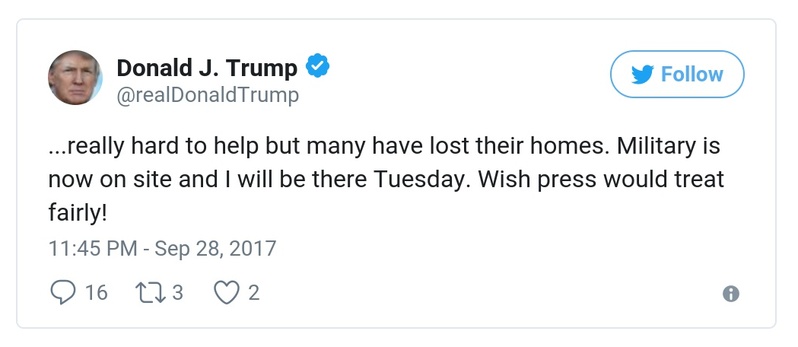 Donald J. Trump
Follow
@realDonaldTrump
...really hard to help but many have lost their homes. Military is
now on site and I will be there Tuesday. Wish press would treat
fairly!
11:45 PM - Sep 28, 2017
16 3 2